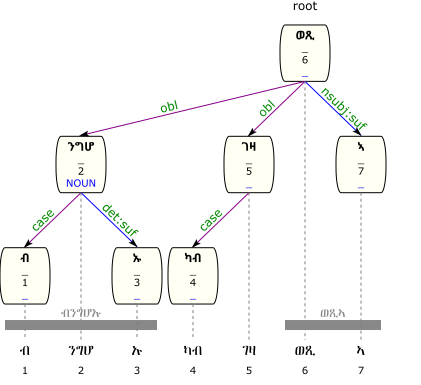 root
ወጺ
_
6
_
obl
obl
nsubj:suf
ንግሆ
_
2
NOUN
ገዛ
_
5
_
ኣ
_
7
_
case
det:suf
case
ብ
_
1
_
ኡ
_
3
_
ካብ
_
4
_
ብንግሆኡ ወጺኣ
ብ ንግሆ ኡ ካብ ገዛ ወጺ ኣ
1 2 3 4 5 6 7